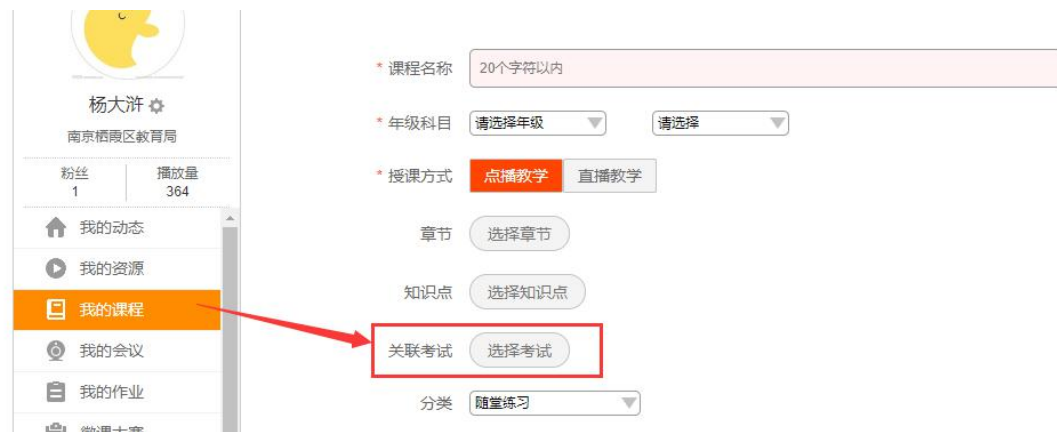 杨大浒
南京栖霞区教育局
粉丝 播放量
1 364
我的动态
我的资源
我的课程
我的会议
我的作业
微课大赛
* 课程名称 20个字符以内
* 年级科目 请选择年级 请选择
* 授课方式 点播教学 直播教学
章节 选择章节
知识点 选择知识点
关联考试 选择考试
分类 随堂练习